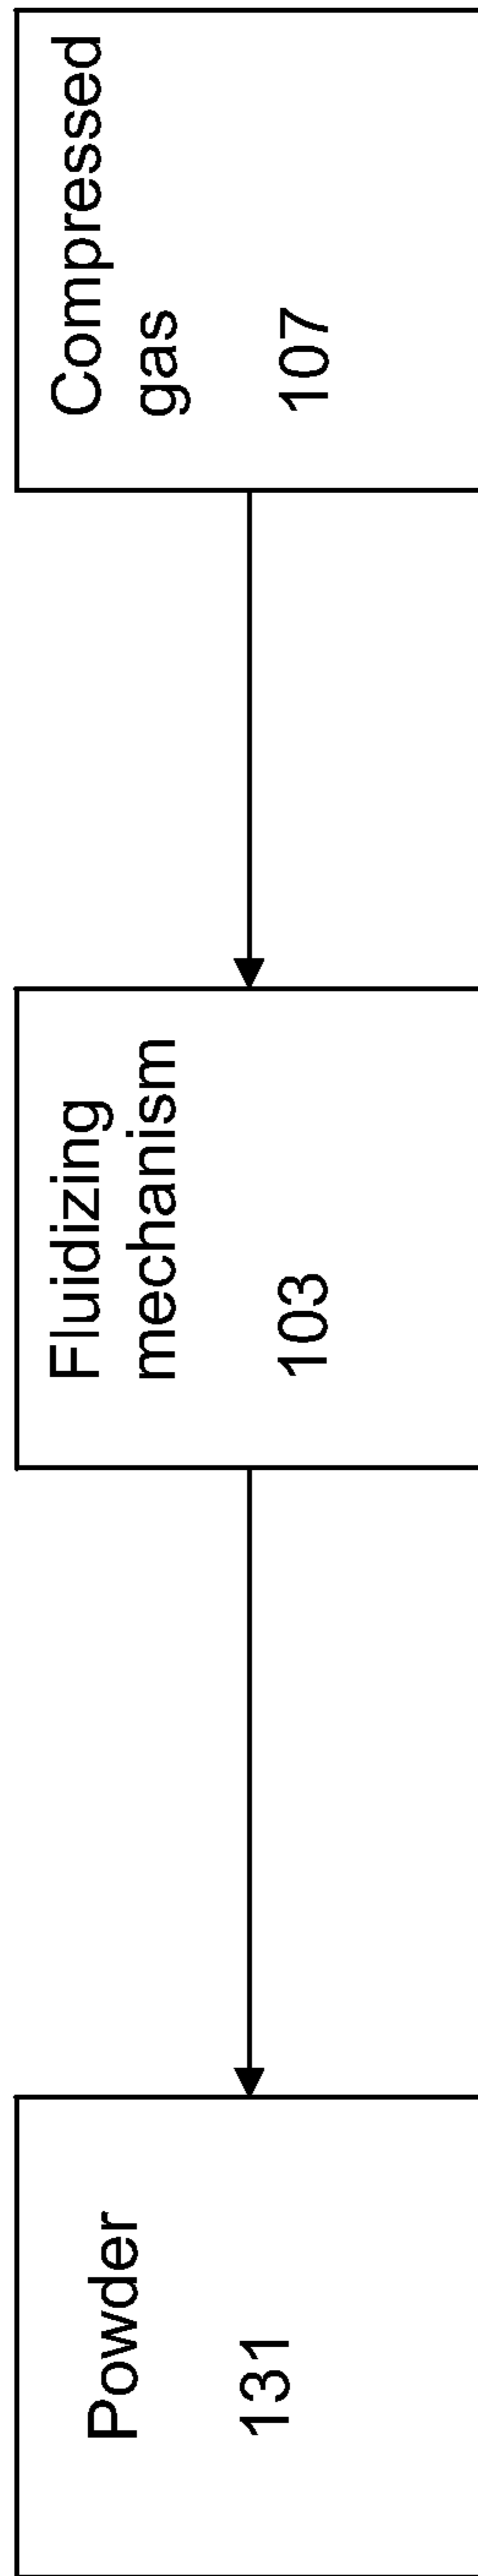 Powder
131
Fluidizing
mechanism
103
Compressed
gas
107